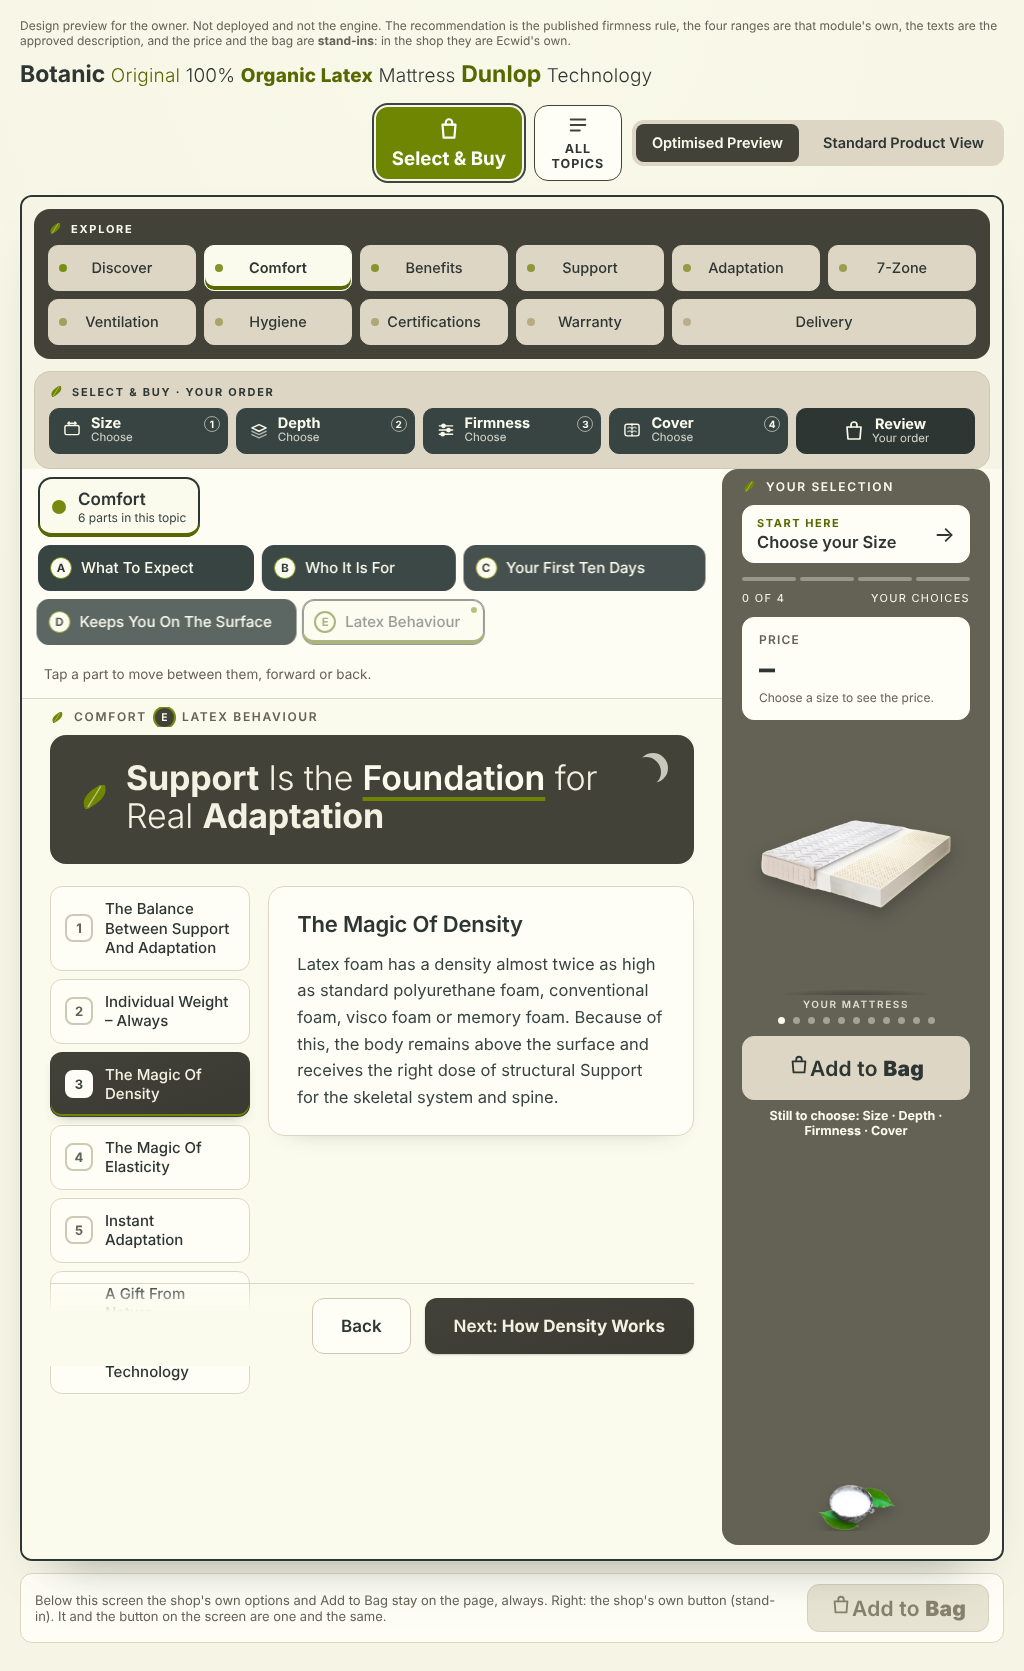 Design preview for the owner. Not deployed and not the engine. The recommendation is the published firmness rule, the four ranges are that module's own, the texts are the
approved description, and the price and the bag are stand-ins: in the shop they are Ecwid's own.
Botanic Original 100% Organic Latex Mattress Dunlop Technology
Select & Buy
ALL
TOPICS
Optimised Preview
Standard Product View
EXPLORE
Discover
Comfort
Benefits
Support
Adaptation
7-Zone
Ventilation
Hygiene
Certifications
Warranty
Delivery
SELECT & BUY · YOUR ORDER
Size
Choose
1
Depth
Choose
2
Firmness
Choose
3
Cover
Choose
4
Review
Your order
Comfort
6 parts in this topic
A What To Expect
B Who It Is For
C Your First Ten Days
D Keeps You On The Surface
E Latex Behaviour
Tap a part to move between them, forward or back.
COMFORT E LATEX BEHAVIOUR
Support Is the Foundation for
Real Adaptation
1
The Balance
Between Support
And Adaptation
2
Individual Weight
– Always
3
The Magic Of
Density
4
The Magic Of
Elasticity
5
Instant
Adaptation
A Gift From
Technology
The Magic Of Density
Latex foam has a density almost twice as high
as standard polyurethane foam, conventional
foam, visco foam or memory foam. Because of
this, the body remains above the surface and
receives the right dose of structural Support
for the skeletal system and spine.
Back
Next: How Density Works
YOUR SELECTION
START HERE
Choose your Size
0 OF 4
YOUR CHOICES
PRICE
–
Choose a size to see the price.
YOUR MATTRESS
Add to Bag
Still to choose: Size · Depth ·
Firmness · Cover
Below this screen the shop's own options and Add to Bag stay on the page, always. Right: the shop's own button (stand-
in). It and the button on the screen are one and the same.
Add to Bag